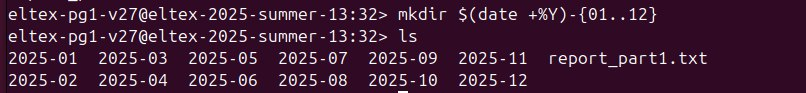 eltex-pg1-v27@eltex-2025-summer-13:32> mkdir $(date +%Y)-{01..12}
eltex-pg1-v27@eltex-2025-summer-13:32> ls
2025-01  2025-03  2025-05  2025-07  2025-09  2025-11  report_part1.txt
2025-02  2025-04  2025-06  2025-08  2025-10  2025-12